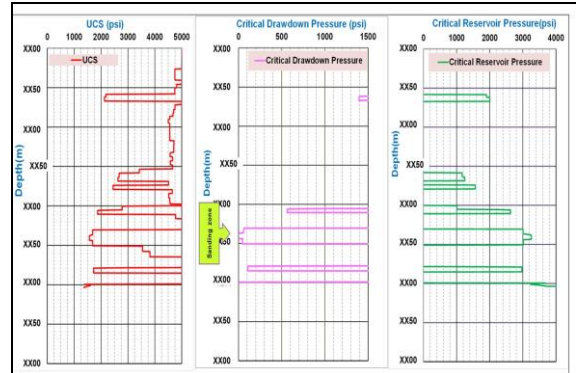 UCS (psi)
0 1000 2000 3000 4000 5000
UCS
Depth(m)
XX00
XX50
XX00
XX50
XX00
XX50
XX00
XX50
XX00
Critical Drawdown Pressure (psi)
0 500 1000 1500
Critical Drawdown Pressure
Depth(m)
XX00
XX50
XX00
XX50
XX00
XX50
XX00
XX50
XX00
Sanding zone
Critical Reservoir Pressure(psi)
0 1000 2000 3000 4000
Critical Reservoir Pressure
Depth(m)
XX00
XX50
XX00
XX50
XX00
XX50
XX00
XX50
XX00